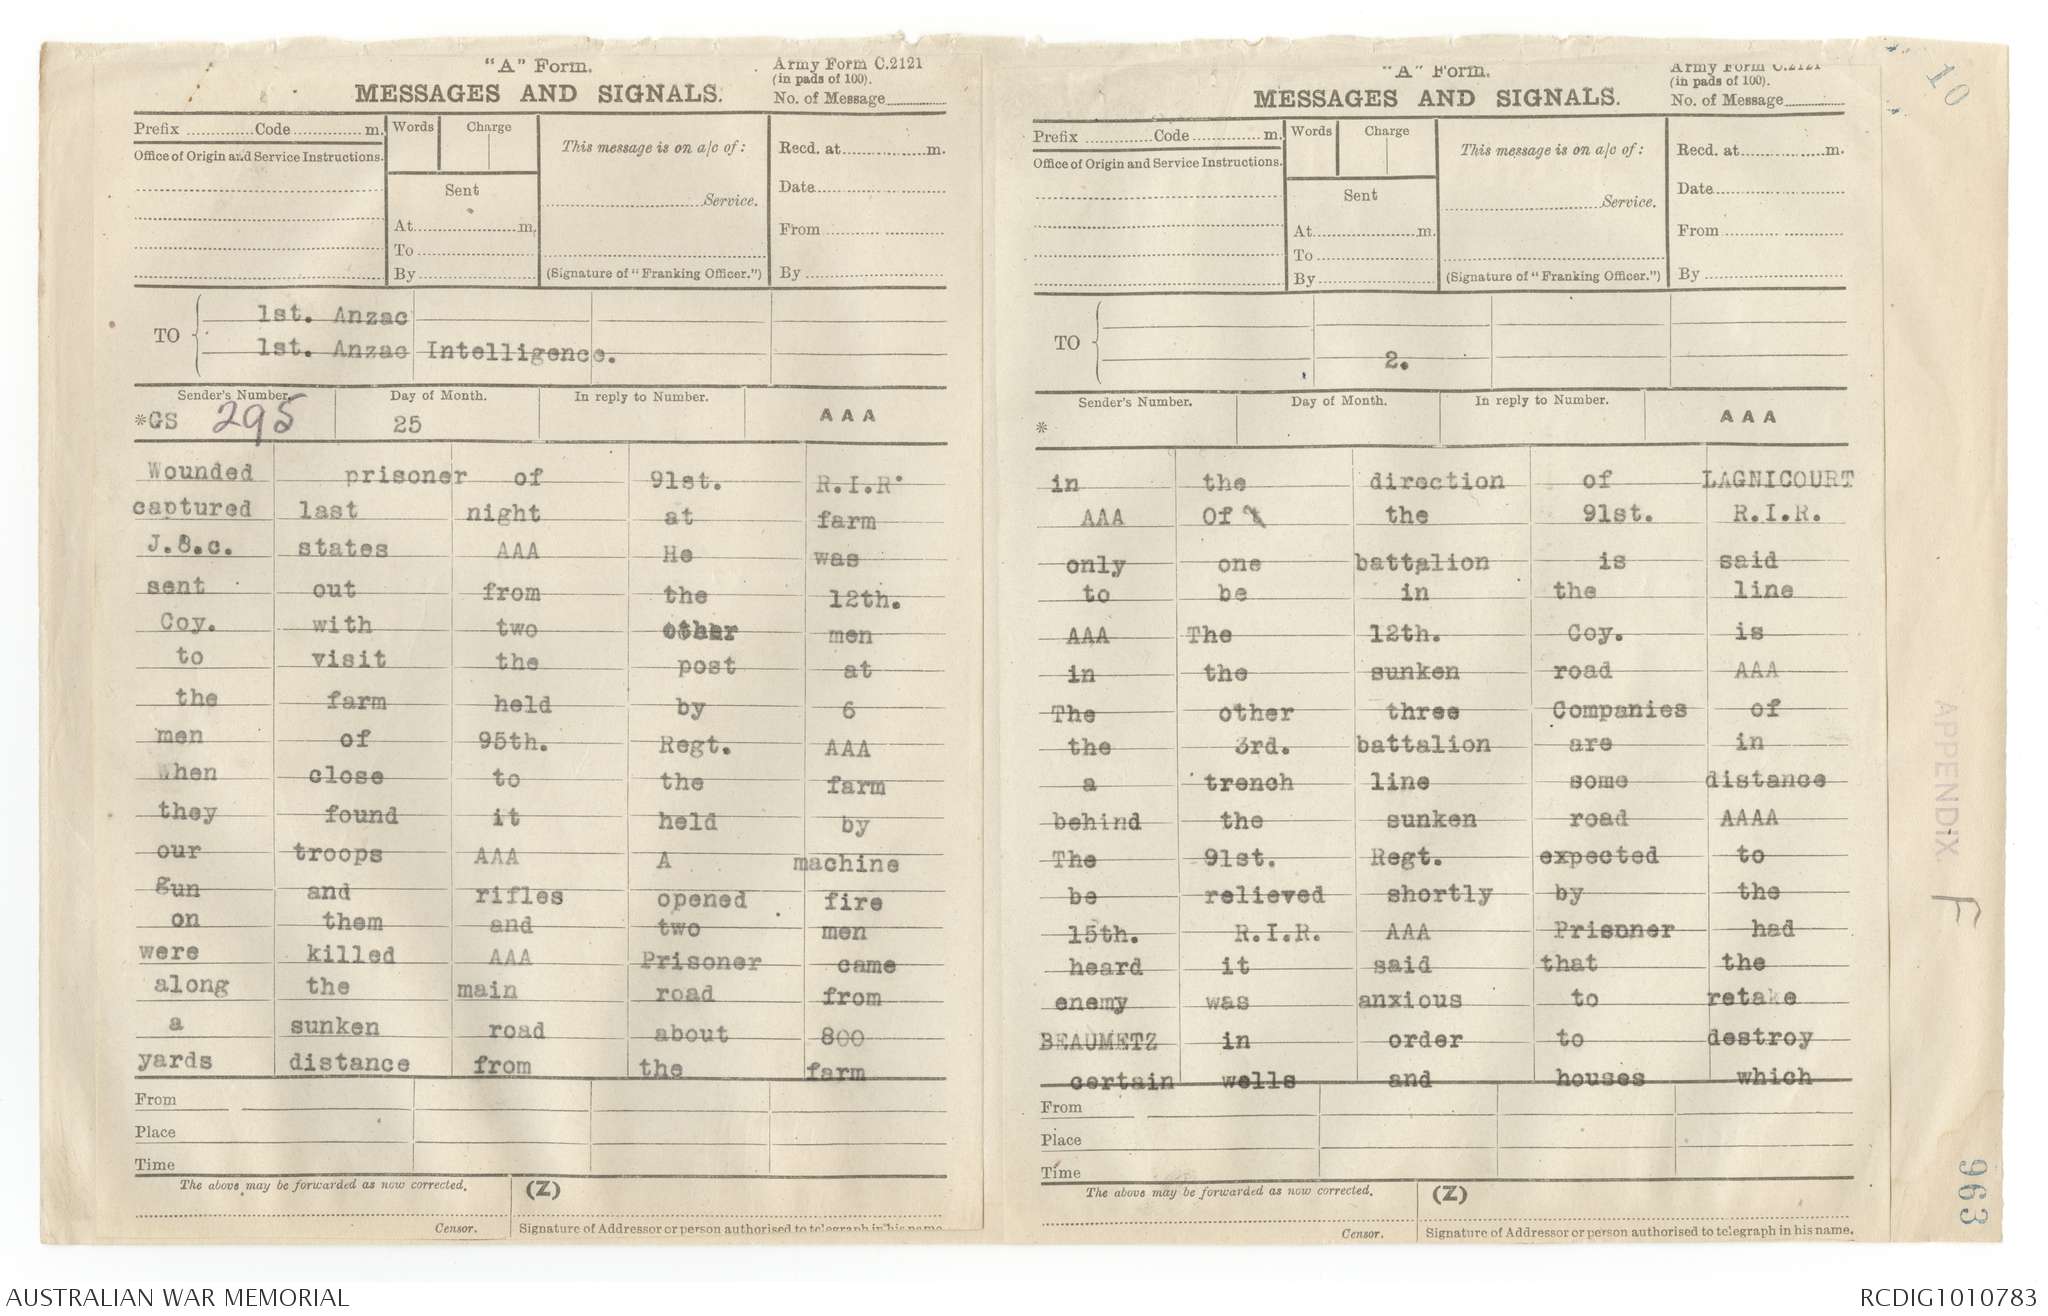 "A" Form.
MESSAGES AND SIGNALS.
Army Form C.2121
(in pads of 100).
No. of Message
Prefix Code m.
Words Charge
This message is on a/c of:
Recd. at m.
Office of Origin and Service Instructions.
Sent
Service.
Date
At m.
From
To
By
(Signature of "Franking Officer.")
By
TO
1st. Anzac
1st. Anzac Intelligence.
Sender's Number. Day of Month. In reply to Number. AAA
*GS 295 25
Wounded prisoner of 91st. R.I.R.
captured last night at farm
J.8.c. states AAA He was
sent out from the 12th.
Coy. with two other men
to visit the post at
the farm held by 6
men of 95th. Regt. AAA
When close to the farm
they found it held by
our troops AAA A machine
gun and rifles opened fire
on them and two men
were killed AAA Prisoner came
along the main road from
a sunken road about 800
yards distance from the farm
From
Place
Time
The above may be forwarded as now corrected. (Z)
Censor. Signature of Addressor or person authorised to telegraph in his name
"A" Form.
MESSAGES AND SIGNALS.
Army Form C.2121
(in pads of 100).
No. of Message
Prefix Code m.
Words Charge
This message is on a/c of:
Recd. at m.
Office of Origin and Service Instructions.
Sent
Service.
Date
At m.
From
To
By
(Signature of "Franking Officer.")
By
TO
2.
Sender's Number. Day of Month. In reply to Number. AAA
*
in the direction of LAGNICOURT
AAA Of the 91st. R.I.R.
only one battalion is said
to be in the line
AAA The 12th. Coy. is
in the sunken road AAA
The other three Companies of
the 3rd. battalion are in
a trench line some distance
behind the sunken road AAAA
The 91st. Regt. expected to
be relieved shortly by the
15th. R.I.R. AAA Prisoner had
heard it said that the
enemy was anxious to retake
BEAUMETZ in order to destroy
certain wells and houses which
From
Place
Time
The above may be forwarded as now corrected. (Z)
Censor. Signature of Addressor or person authorised to telegraph in his name.
10
APPENDIX F
963
AUSTRALIAN WAR MEMORIAL
RCDIG1010783